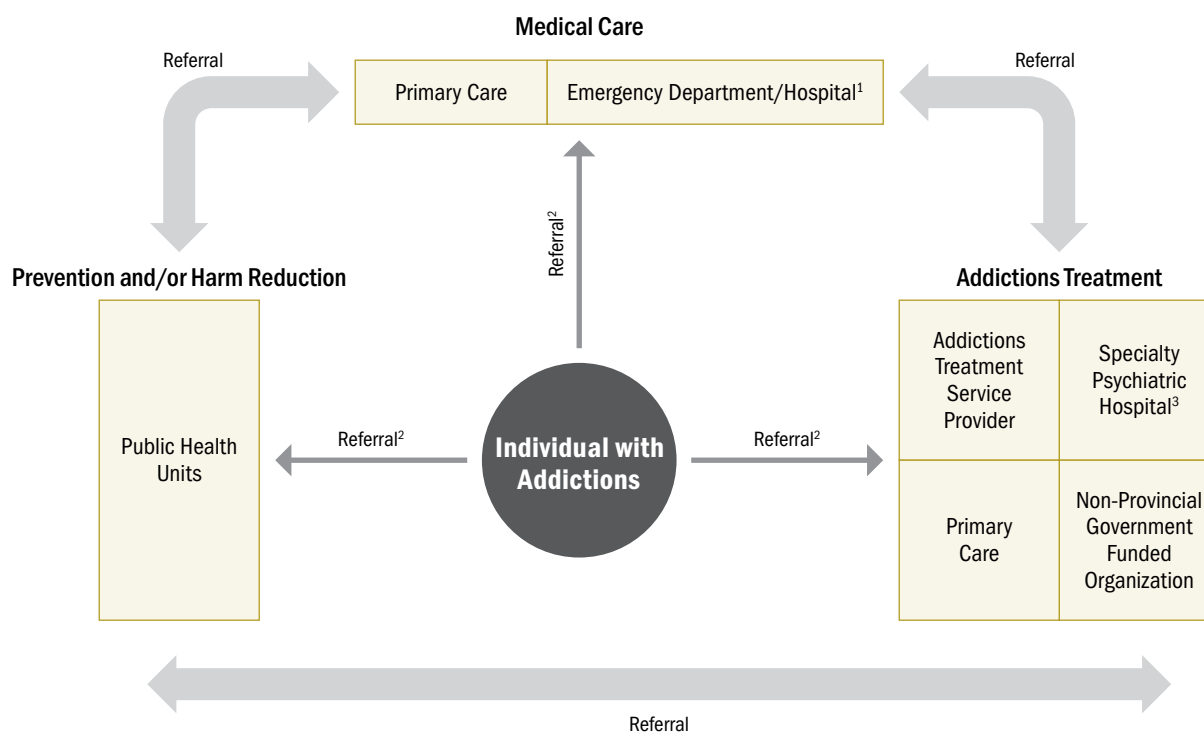 Medical Care
Referral
Referral
Primary Care
Emergency Department/Hospital¹
Referral²
Prevention and/or Harm Reduction
Addictions Treatment
Public Health
Units
Referral²
Individual with
Addictions
Referral²
Addictions
Treatment
Service
Provider
Specialty
Psychiatric
Hospital³
Primary
Care
Non-Provincial
Government
Funded
Organization
Referral